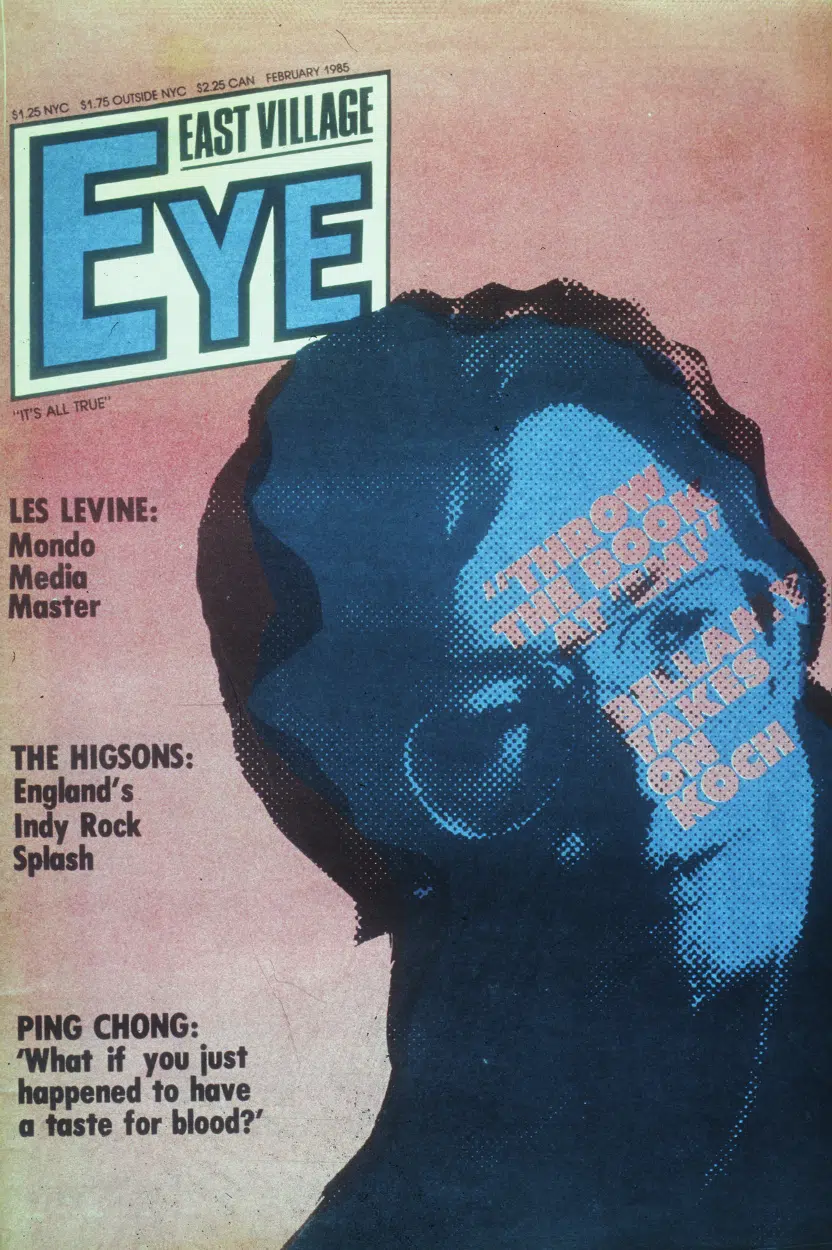 $1.25 NYC $1.75 OUTSIDE NYC $2.25 CAN FEBRUARY 1985
EAST VILLAGE
EYE
"IT'S ALL TRUE"
LES LEVINE:
Mondo
Media
Master
THE HIGSONS:
England's
Indy Rock
Splash
PING CHONG:
'What if you just
happened to have
a taste for blood?'
"THROW
THE BOOK
AT 'EM!"
BELLAMY
TAKES
ON
KOCH